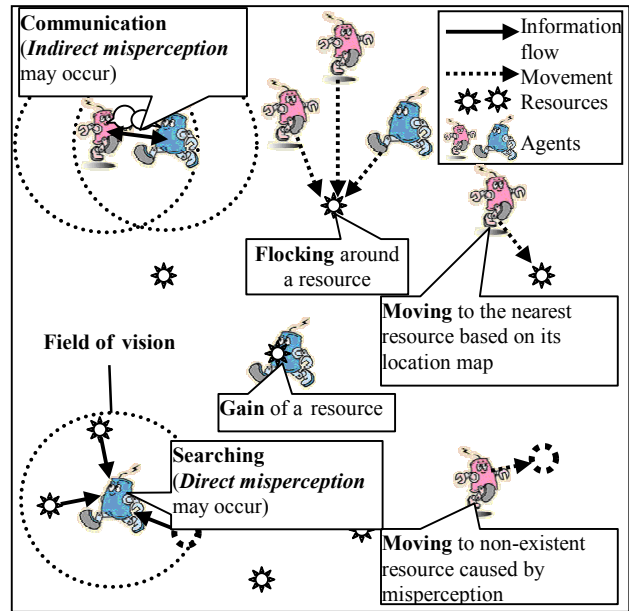 Communication
(Indirect misperception
may occur)
Information
flow
Movement
Resources
Agents
Flocking around
a resource
Moving to the nearest
resource based on its
location map
Field of vision
Gain of a resource
Searching
(Direct misperception
may occur)
Moving to non-existent
resource caused by
misperception